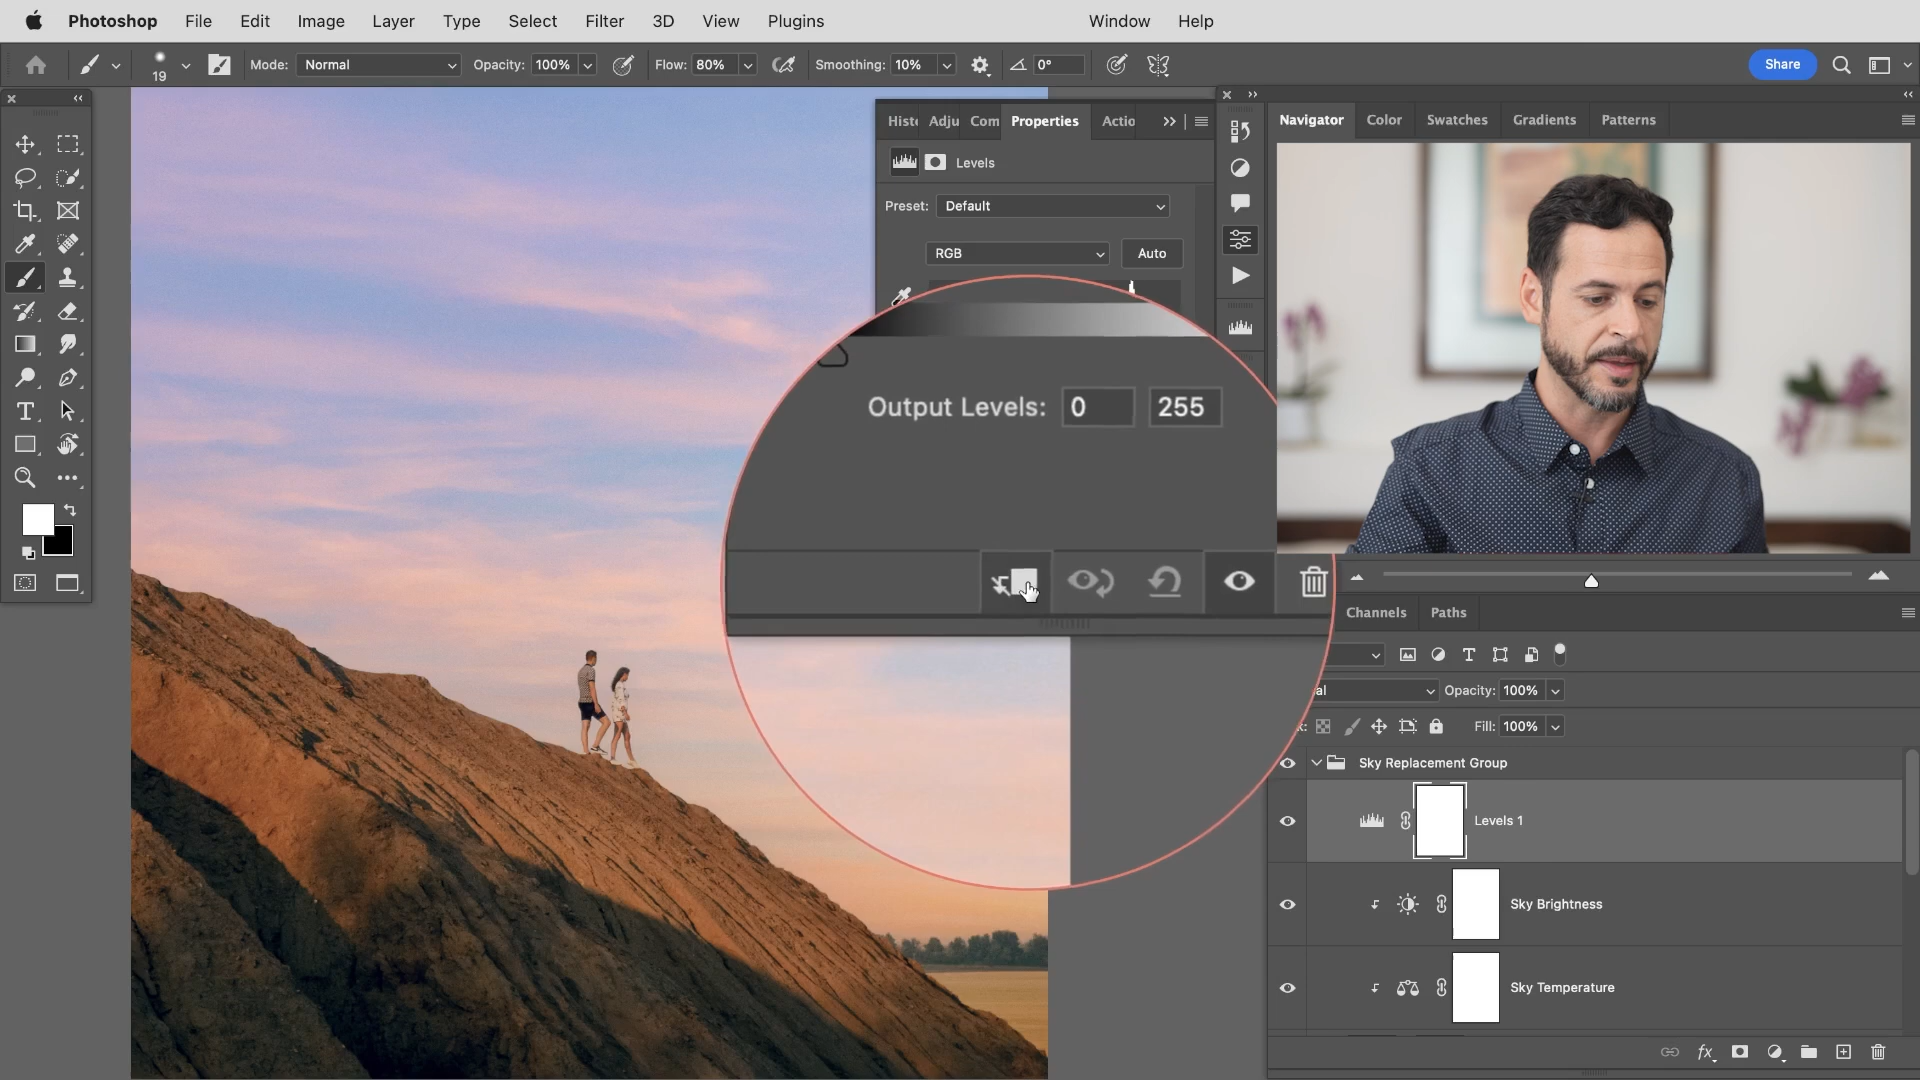 Photoshop File Edit Image Layer Type Select Filter 3D View Plugins Window Help
19 Mode: Normal Opacity: 100% Flow: 80% Smoothing: 10% 0° Share
Histo Adju Com Properties Actio
Levels
Preset: Default
RGB Auto
Output Levels: 0 255
Navigator Color Swatches Gradients Patterns
Channels Paths
al Opacity: 100%
Fill: 100%
Sky Replacement Group
Levels 1
Sky Brightness
Sky Temperature
fx